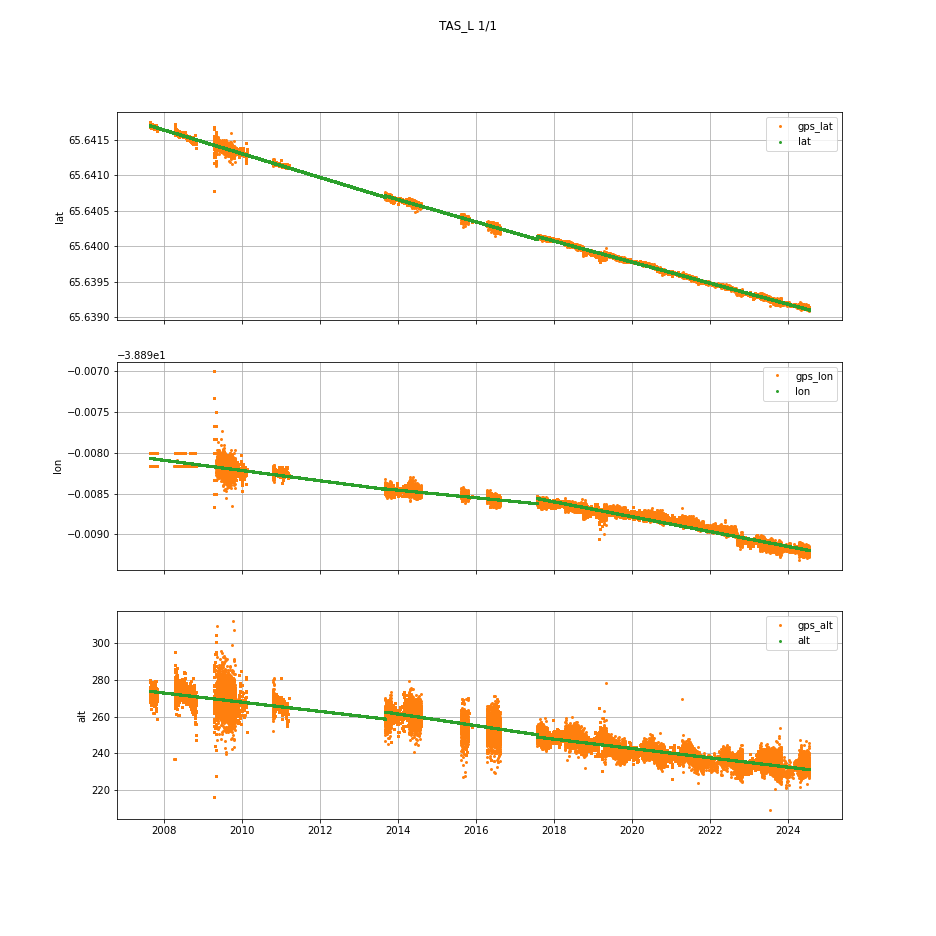 TAS_L 1/1
gps_lat
lat
65.6415
65.6410
65.6405
65.6400
65.6395
65.6390
lat
−3.889e1
gps_lon
lon
−0.0070
−0.0075
−0.0080
−0.0085
−0.0090
lon
gps_alt
alt
300
280
260
240
220
alt
2008 2010 2012 2014 2016 2018 2020 2022 2024